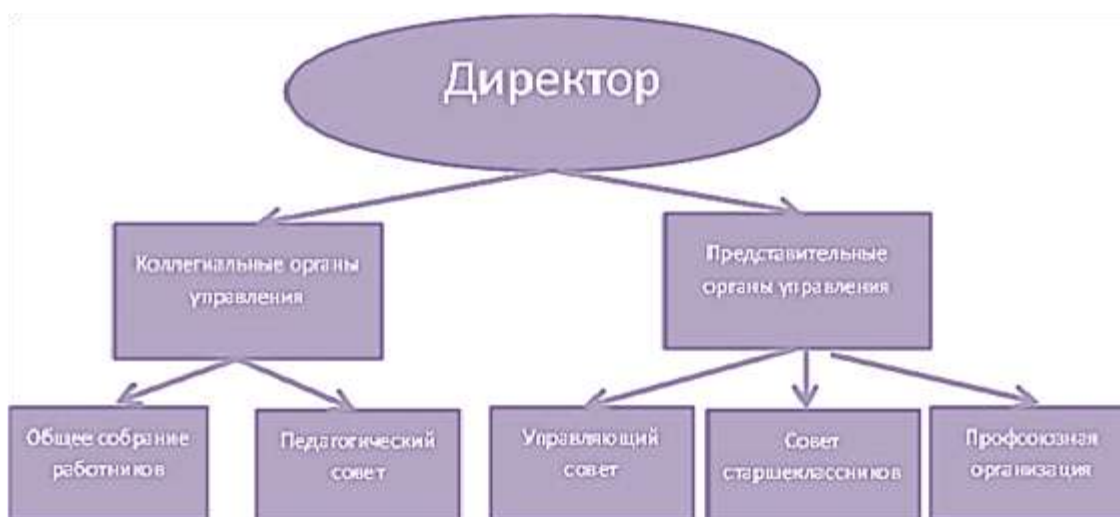 Директор
Коллегиальные органы
управления
Представительные
органы управления
Общее собрание
работников
Педагогический
совет
Управляющий
совет
Совет
старшеклассников
Профсоюзная
организация